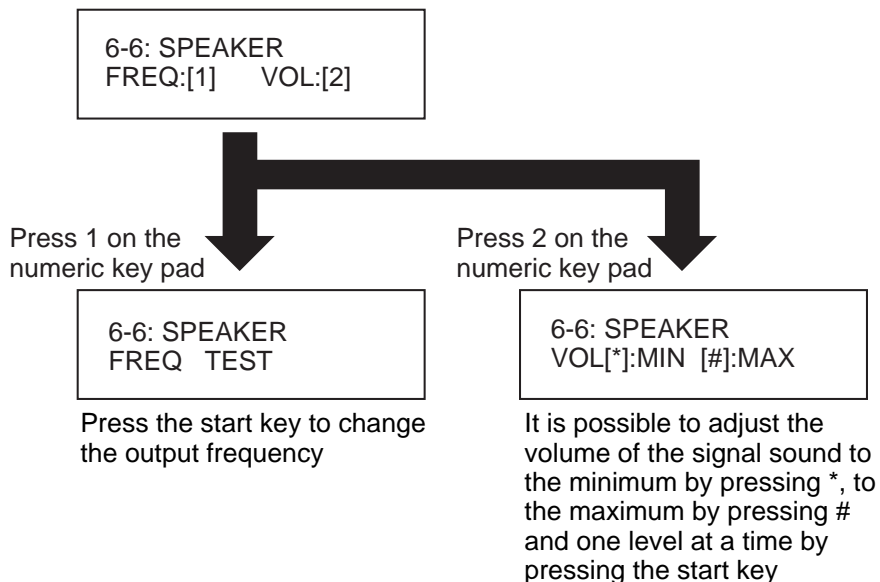 6-6: SPEAKER
FREQ:[1] VOL:[2]
Press 1 on the
numeric key pad
6-6: SPEAKER
FREQ TEST
Press the start key to change
the output frequency
Press 2 on the
numeric key pad
6-6: SPEAKER
VOL[*]:MIN [#]:MAX
It is possible to adjust the
volume of the signal sound to
the minimum by pressing *, to
the maximum by pressing #
and one level at a time by
pressing the start key